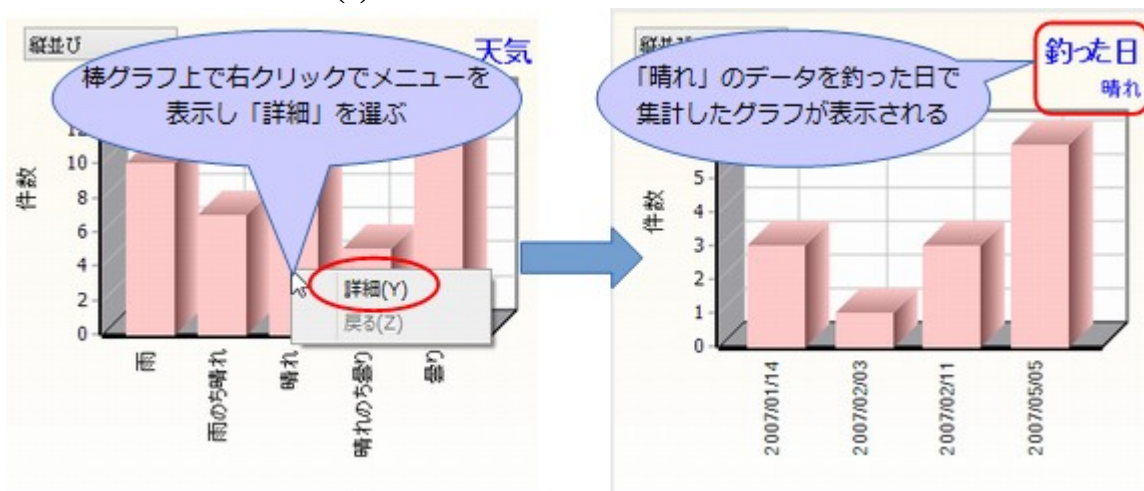 縦並び
天気
棒グラフ上で右クリックでメニューを
表示し「詳細」を選ぶ
件数
10
8
6
4
2
0
詳細(Y)
戻る(Z)
雨
雨のち晴れ
晴れ
晴れのち曇り
曇り
釣った日
晴れ
「晴れ」のデータを釣った日で
集計したグラフが表示される
件数
5
4
3
2
1
0
2007/01/14
2007/02/03
2007/02/11
2007/05/05